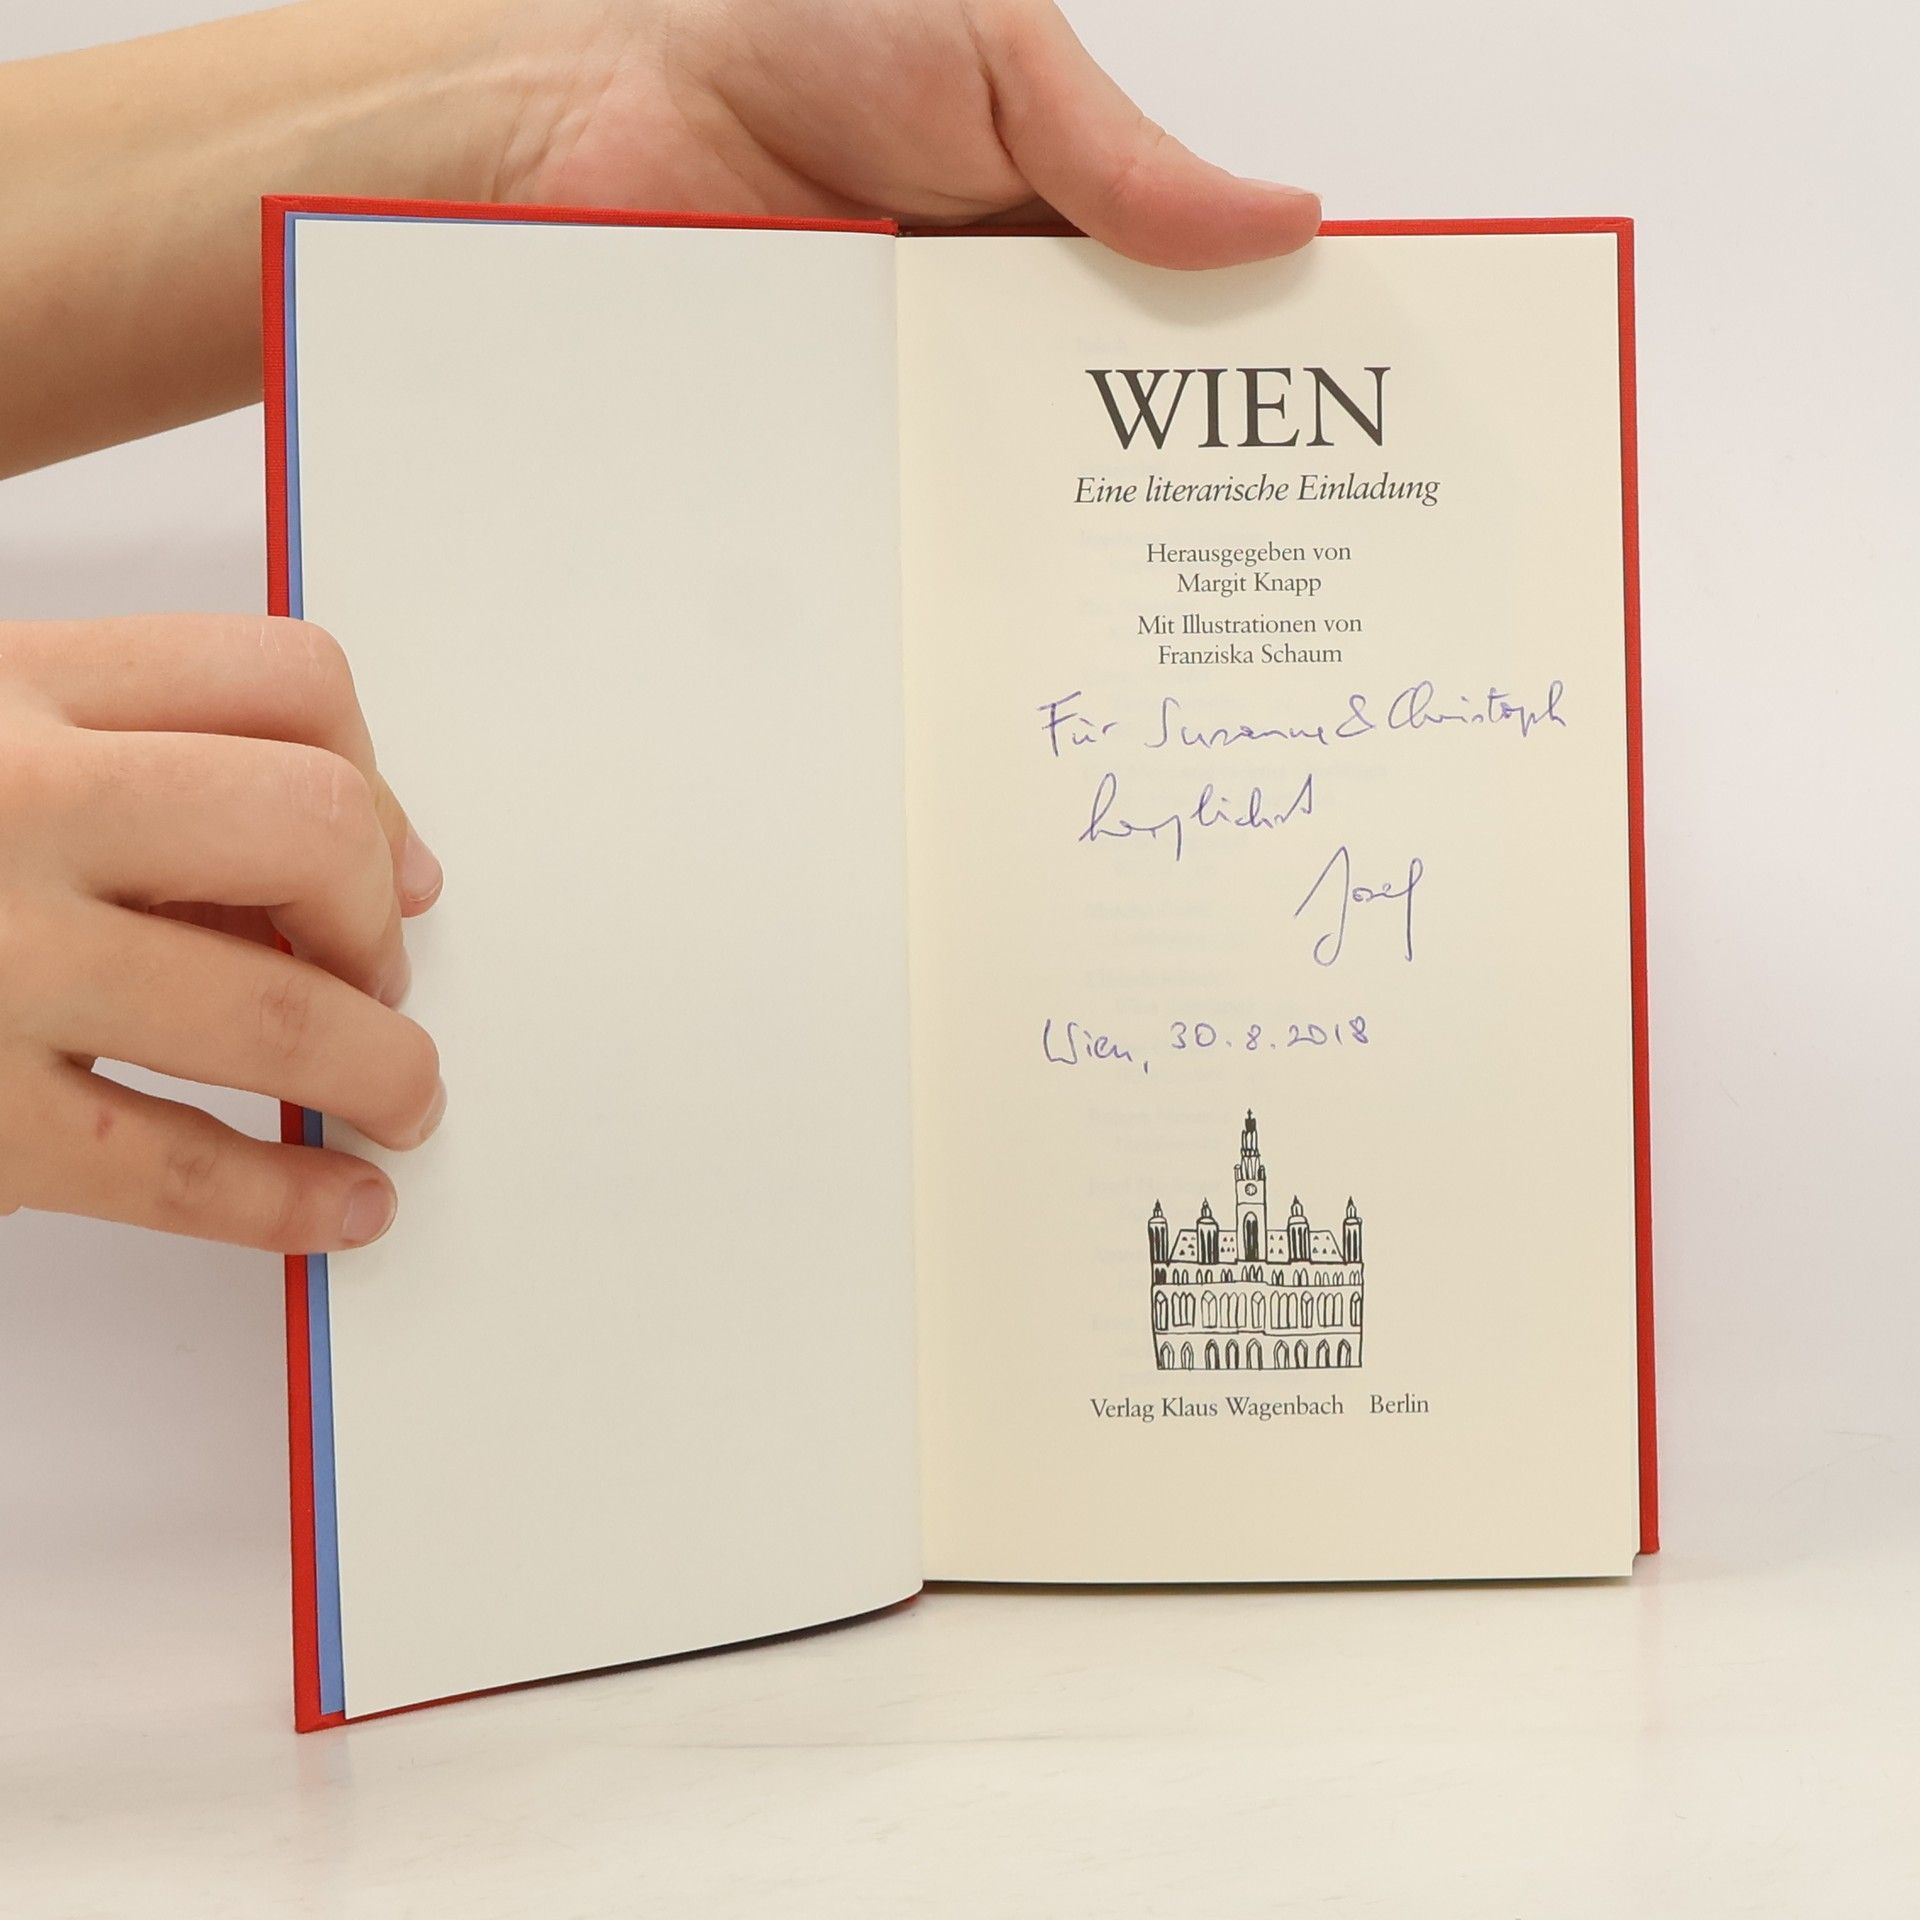 WIEN
Eine literarische Einladung
Herausgegeben von
Margit Knapp
Mit Illustrationen von
Franziska Schaum
Für Susanne & Christoph
herzlichst
Josef
Wien, 30.8.2018
Verlag Klaus Wagenbach Berlin